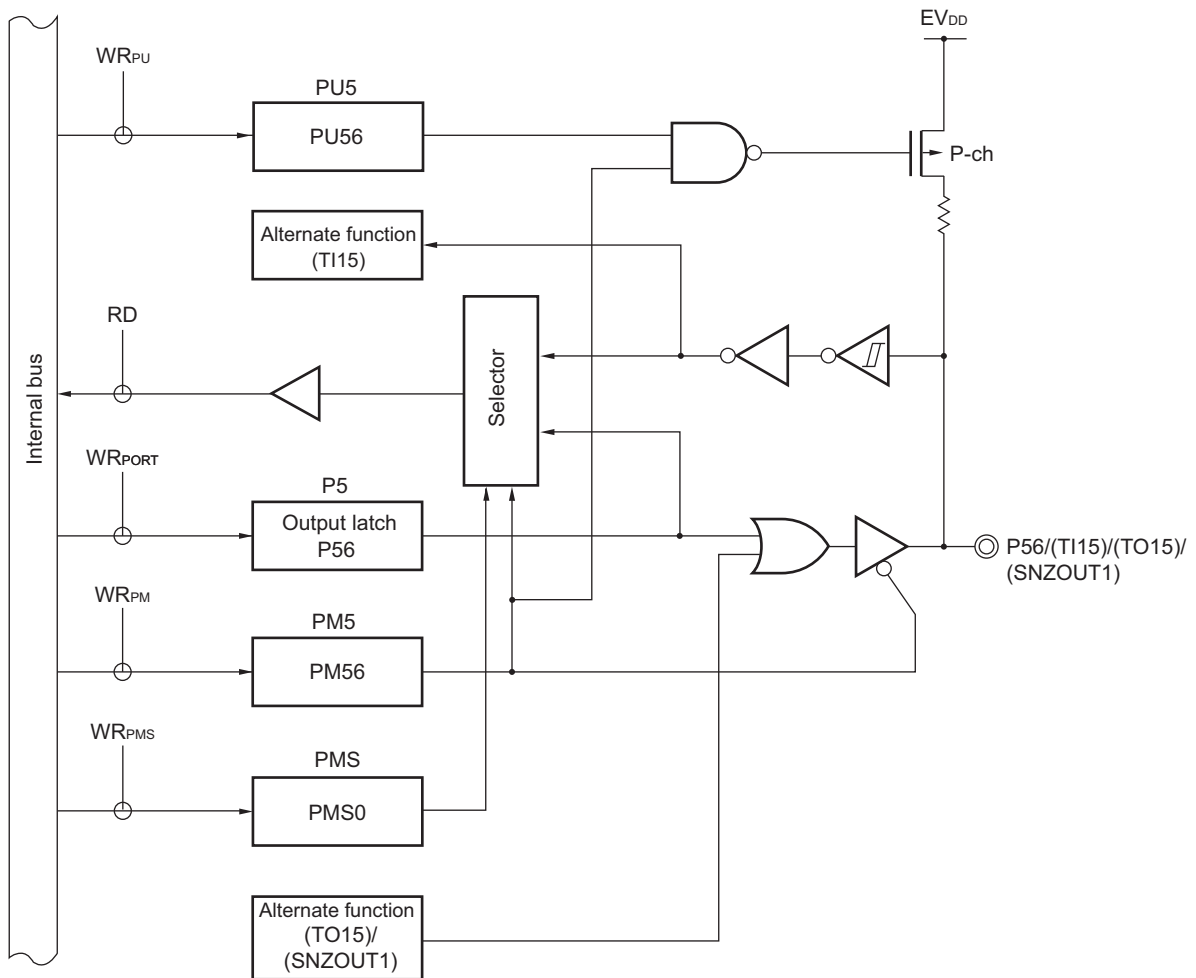 EVDD
WRPU
PU5
PU56
P-ch
Alternate function
(TI15)
RD
Selector
Internal bus
WRPORT
P5
Output latch
P56
P56/(TI15)/(TO15)/
(SNZOUT1)
WRPM
PM5
PM56
WRPMS
PMS
PMS0
Alternate function
(TO15)/
(SNZOUT1)